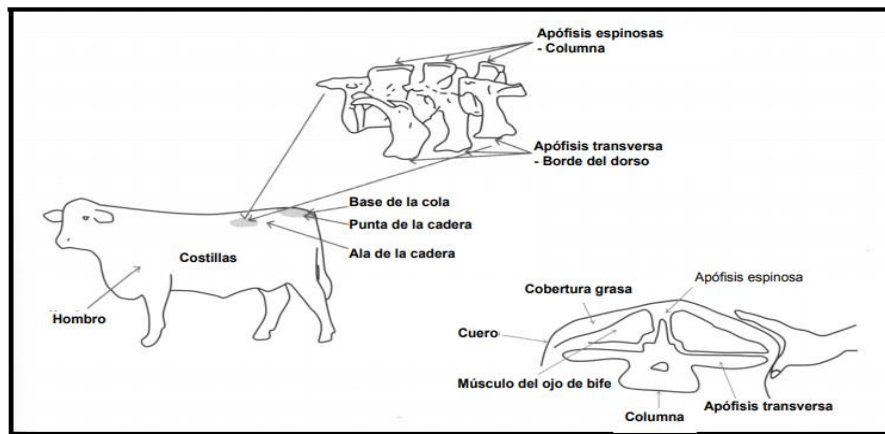 Apófisis espinosas
- Columna
Apófisis transversa
- Borde del dorso
Base de la cola
Punta de la cadera
Ala de la cadera
Costillas
Hombro
Apófisis espinosa
Cobertura grasa
Cuero
Músculo del ojo de bife
Apófisis transversa
Columna